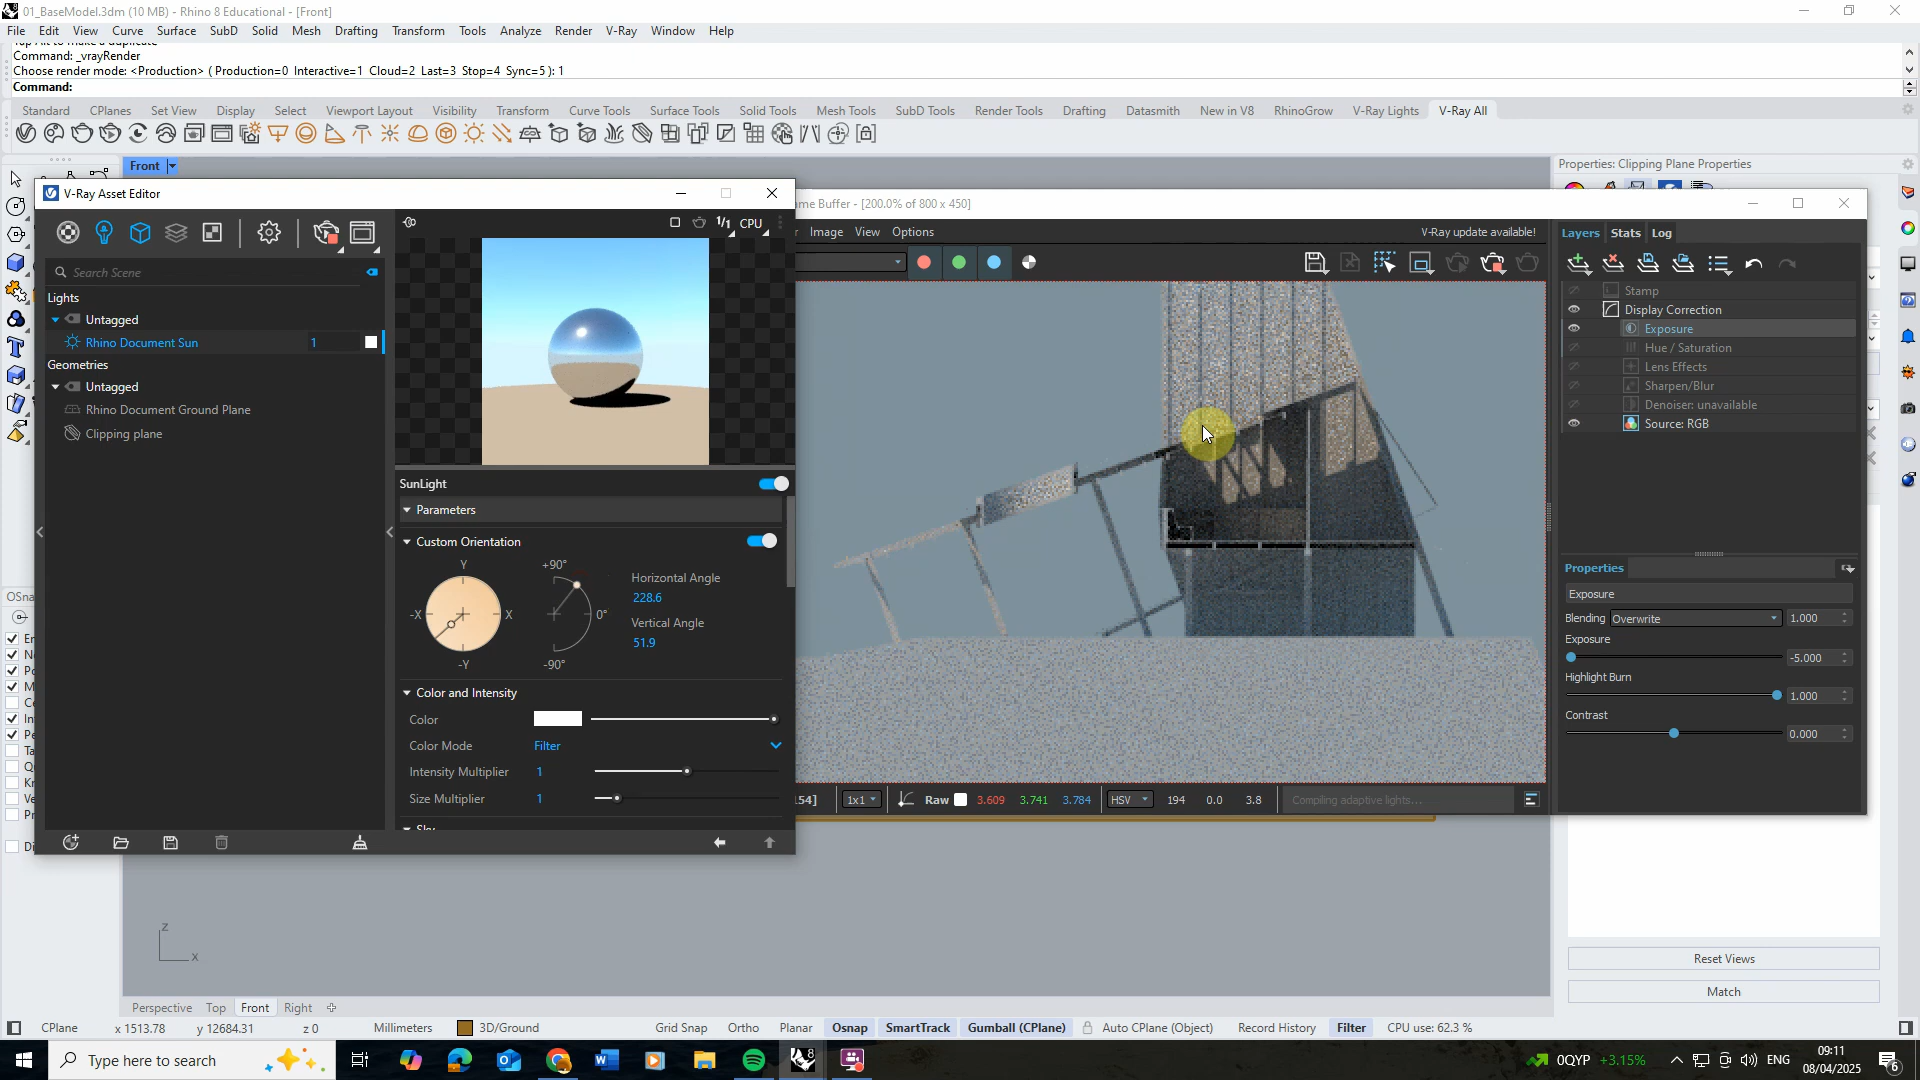 01_BaseModel.3dm (10 MB) - Rhino 8 Educational - [Front]
File Edit View Curve Surface SubD Solid Mesh Drafting Transform Tools Analyze Render V-Ray Window Help
Command: _vrayRender
Choose render mode: <Production> ( Production=0 Interactive=1 Cloud=2 Last=3 Stop=4 Sync=5 ): 1
Command:
Standard CPlanes Set View Display Select Viewport Layout Visibility Transform Curve Tools Surface Tools Solid Tools Mesh Tools SubD Tools Render Tools Drafting Datasmith New in V8 RhinoGrow V-Ray Lights V-Ray All
Front
Properties: Clipping Plane Properties
V-Ray Asset Editor
me Buffer - [200.0% of 800 x 450]
1/1 CPU
Image View Options
V-Ray update available!
Layers Stats Log
Search Scene
Lights
Untagged
Rhino Document Sun 1
Geometries
Untagged
Rhino Document Ground Plane
Clipping plane
Stamp
Display Correction
Exposure
Hue / Saturation
Lens Effects
Sharpen/Blur
Denoiser: unavailable
Source: RGB
SunLight
Parameters
Custom Orientation
Y
+90°
-X X
0°
-Y
-90°
Horizontal Angle
228.6
Vertical Angle
51.9
Color and Intensity
Color
Color Mode Filter
Intensity Multiplier 1
Size Multiplier 1
Properties
Exposure
Blending Overwrite 1.000
Exposure
-5.000
Highlight Burn
1.000
Contrast
0.000
154] 1x1 Raw 3.609 3.741 3.784 HSV 194 0.0 3.8 Compiling adaptive lights...
OSna
z
x
Reset Views
Match
Perspective Top Front Right
CPlane x 1513.78 y 12684.31 z 0 Millimeters 3D/Ground Grid Snap Ortho Planar Osnap SmartTrack Gumball (CPlane) Auto CPlane (Object) Record History Filter CPU use: 62.3 %
Type here to search
0QYP +3.15%
ENG
09:11
08/04/2025
6